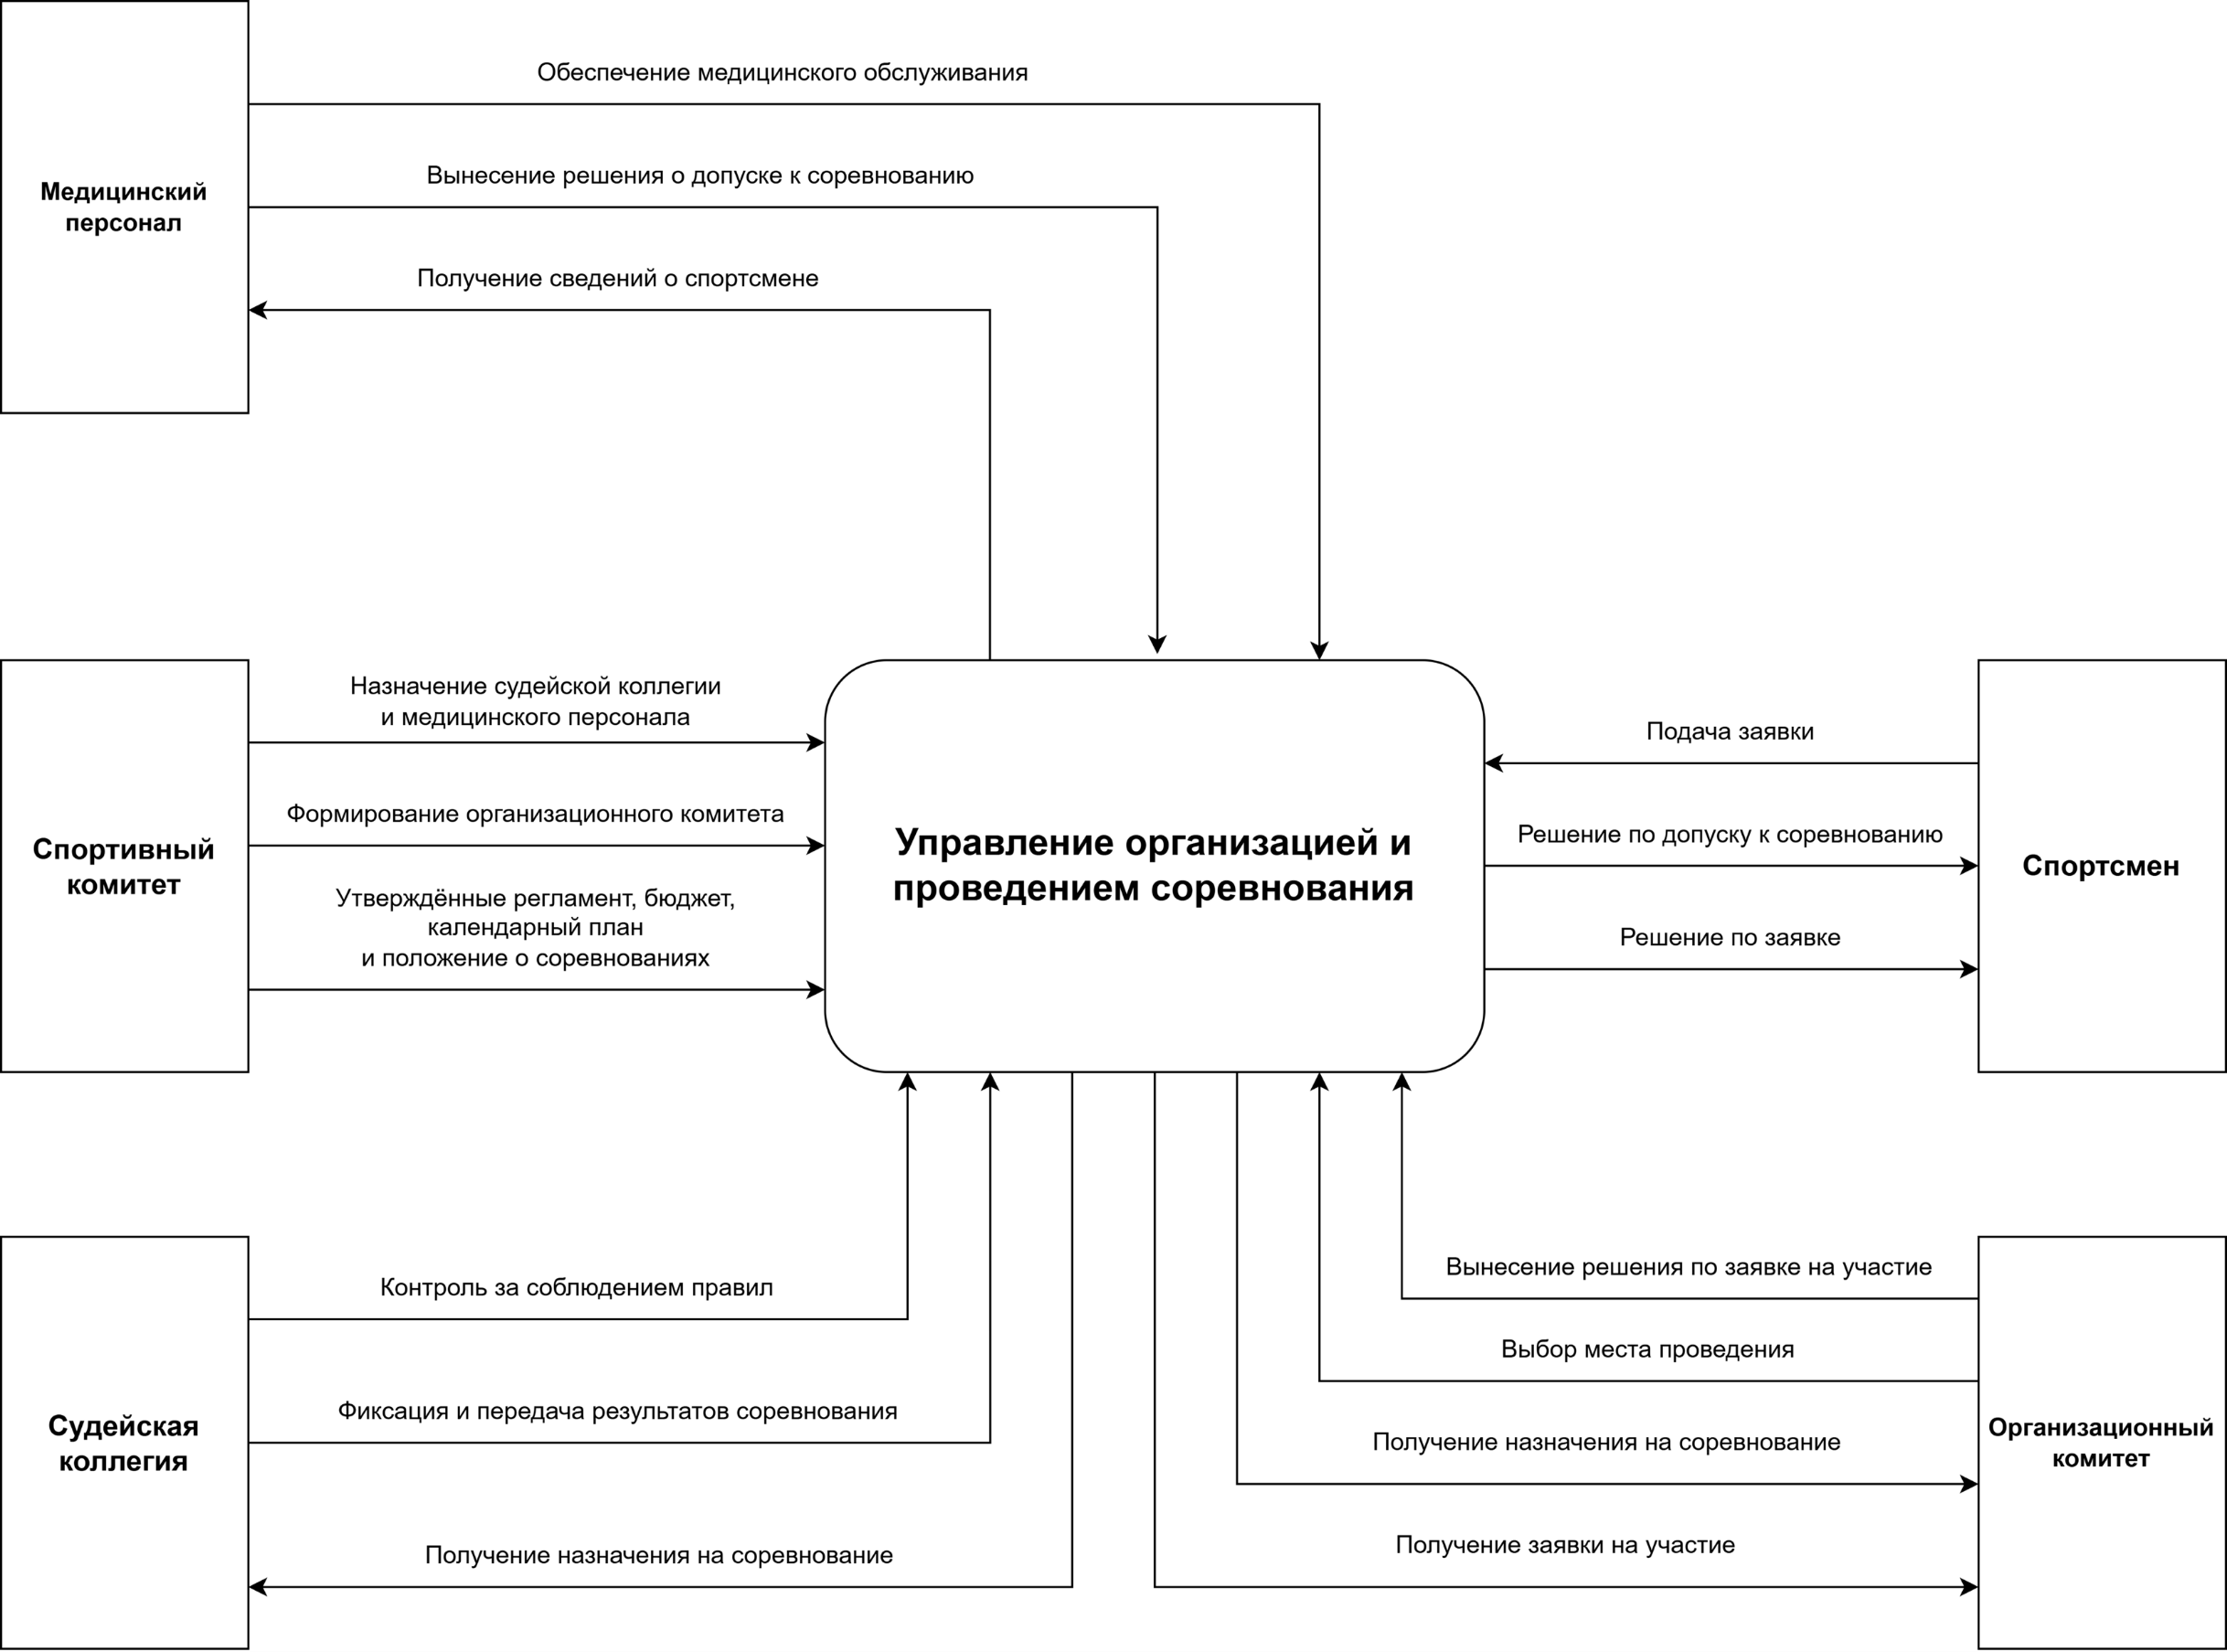 Обеспечение медицинского обслуживания
Вынесение решения о допуске к соревнованию
Медицинский
персонал
Получение сведений о спортсмене
Назначение судейской коллегии
и медицинского персонала
Формирование организационного комитета
Спортивный
комитет
Утверждённые регламент, бюджет,
календарный план
и положение о соревнованиях
Управление организацией и
проведением соревнования
Подача заявки
Решение по допуску к соревнованию
Спортсмен
Решение по заявке
Контроль за соблюдением правил
Фиксация и передача результатов соревнования
Судейская
коллегия
Получение назначения на соревнование
Вынесение решения по заявке на участие
Выбор места проведения
Получение назначения на соревнование
Организационный
комитет
Получение заявки на участие